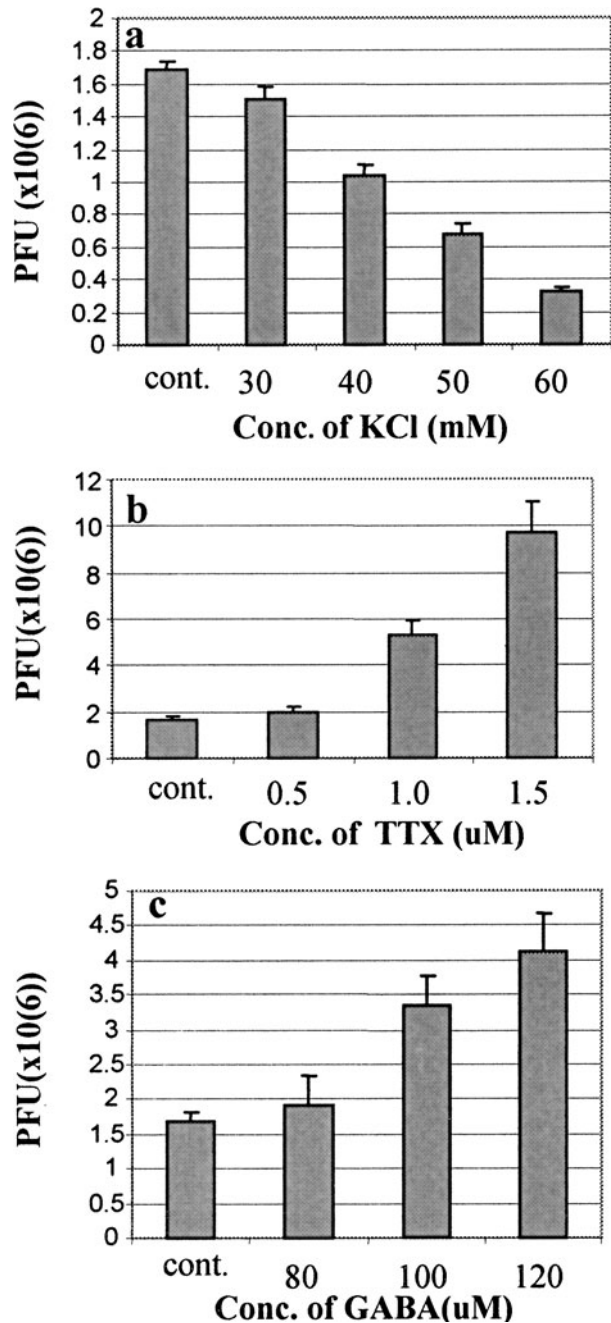 a
PFU (x10(6))
2
1.8
1.6
1.4
1.2
1
0.8
0.6
0.4
0.2
0
cont. 30 40 50 60
Conc. of KCl (mM)
b
PFU(x10(6))
12
10
8
6
4
2
0
cont. 0.5 1.0 1.5
Conc. of TTX (uM)
c
PFU(x10(6))
5
4.5
4
3.5
3
2.5
2
1.5
1
0.5
0
cont. 80 100 120
Conc. of GABA(uM)